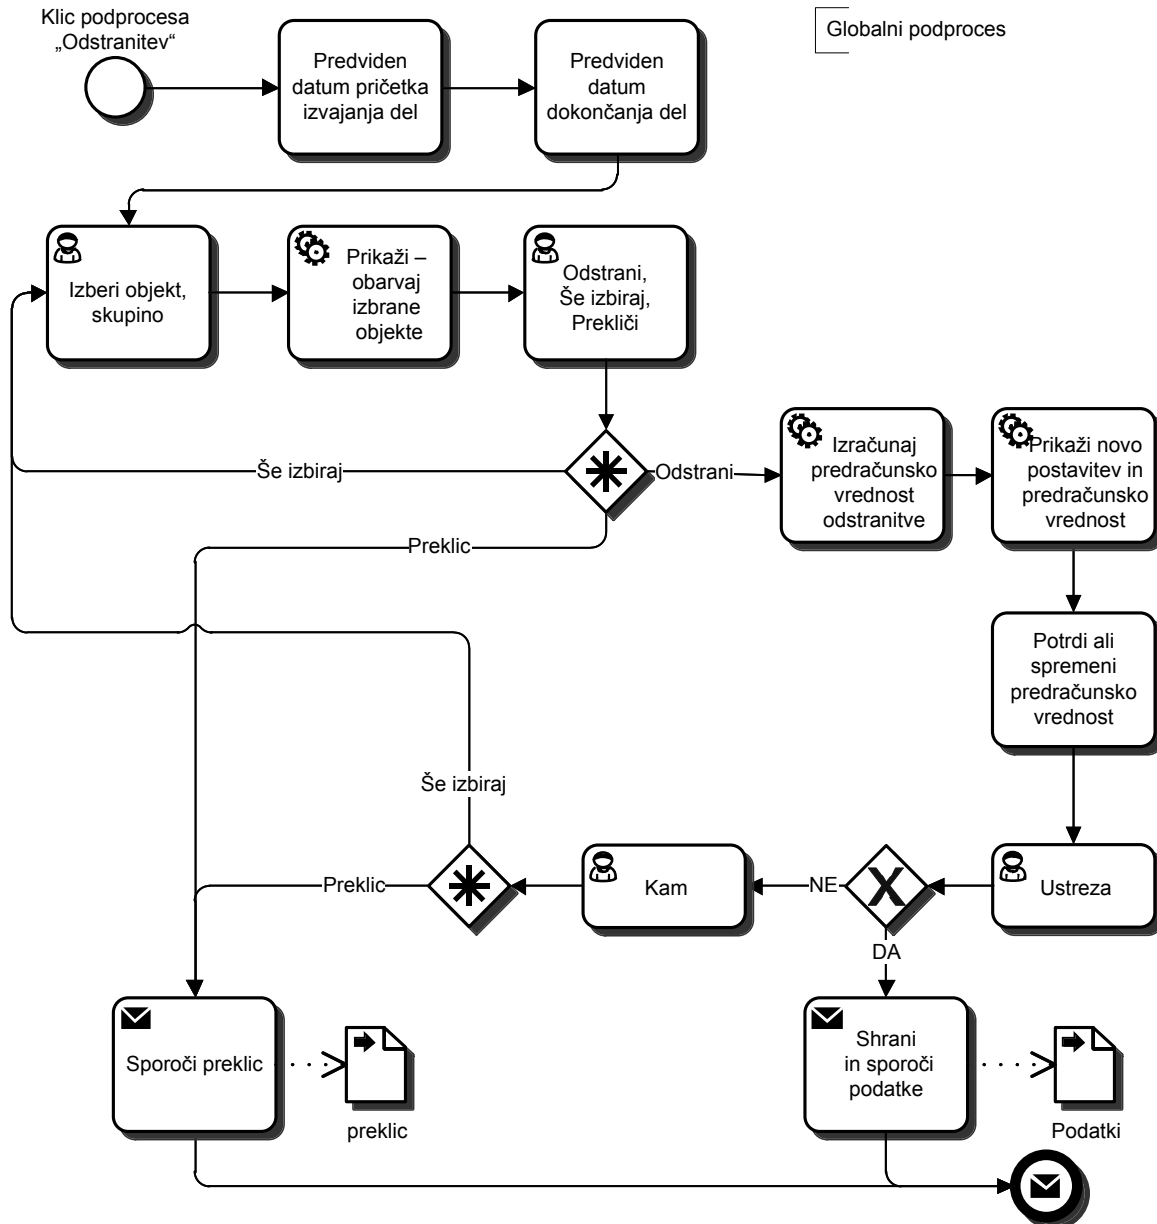 Klic podprocesa
„Odstranitev“
Globalni podproces
Predviden
datum pričetka
izvajanja del
Predviden
datum
dokončanja del
Izberi objekt,
skupino
Prikaži –
obarvaj
izbrane
objekte
Odstrani,
Še izbiraj,
Prekliči
Še izbiraj
Odstrani
Preklic
Izračunaj
predračunsko
vrednost
odstranitve
Prikaži novo
postavitev in
predračunsko
vrednost
Potrdi ali
spremeni
predračunsko
vrednost
Še izbiraj
Preklic
Kam
NE
X
Ustreza
DA
Sporoči preklic
preklic
Shrani
in sporoči
podatke
Podatki